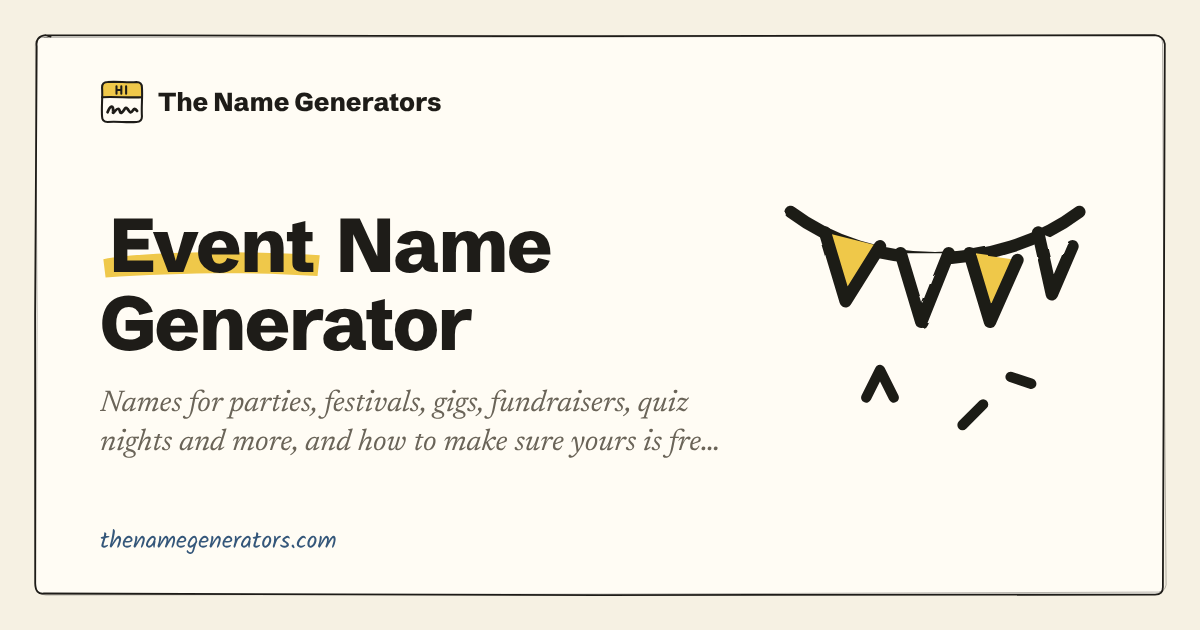 HI
The Name Generators
Event Name
Generator
Names for parties, festivals, gigs, fundraisers, quiz
nights and more, and how to make sure yours is fre...
thenamegenerators.com